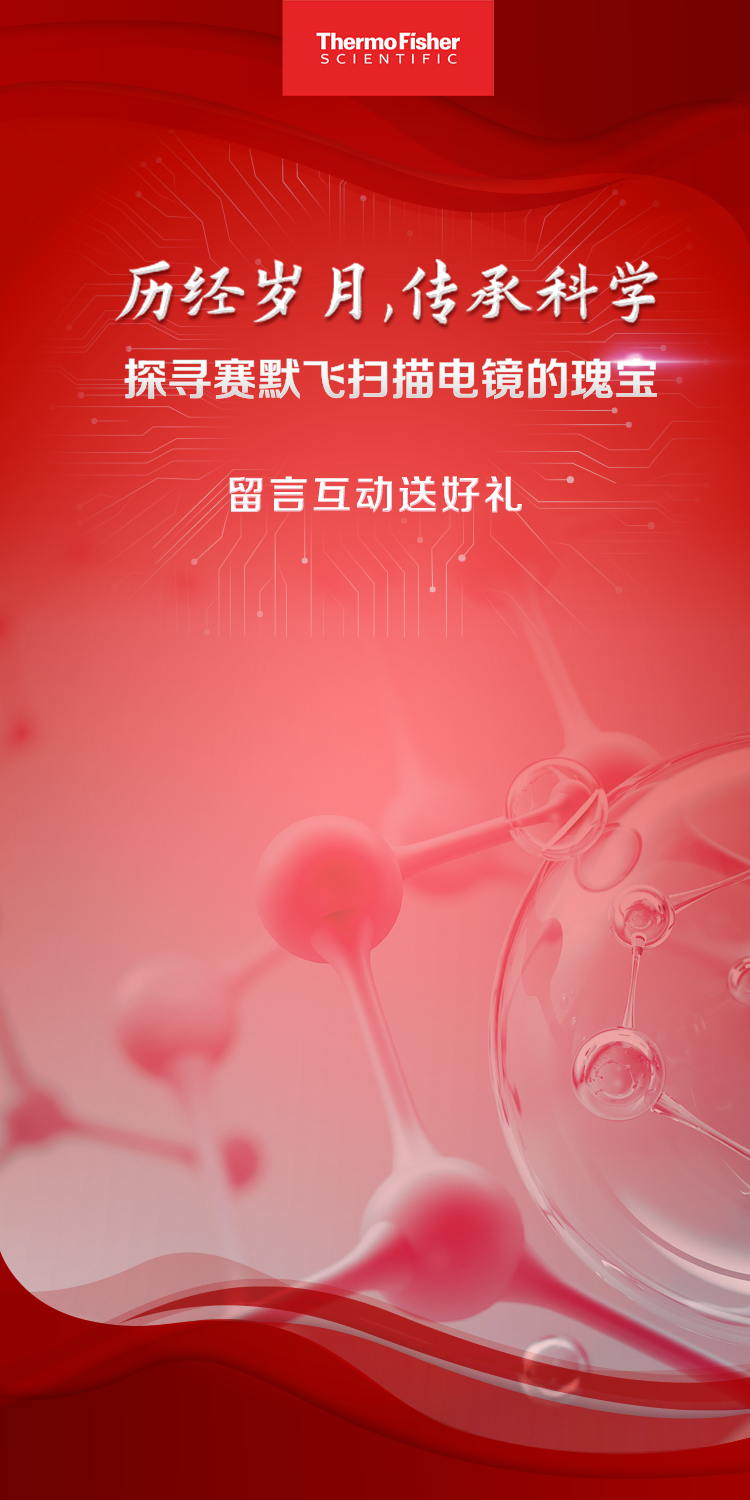 ThermoFisher
SCIENTIFIC
历经岁月,传承科学
探寻赛默飞扫描电镜的瑰宝
留言互动送好礼